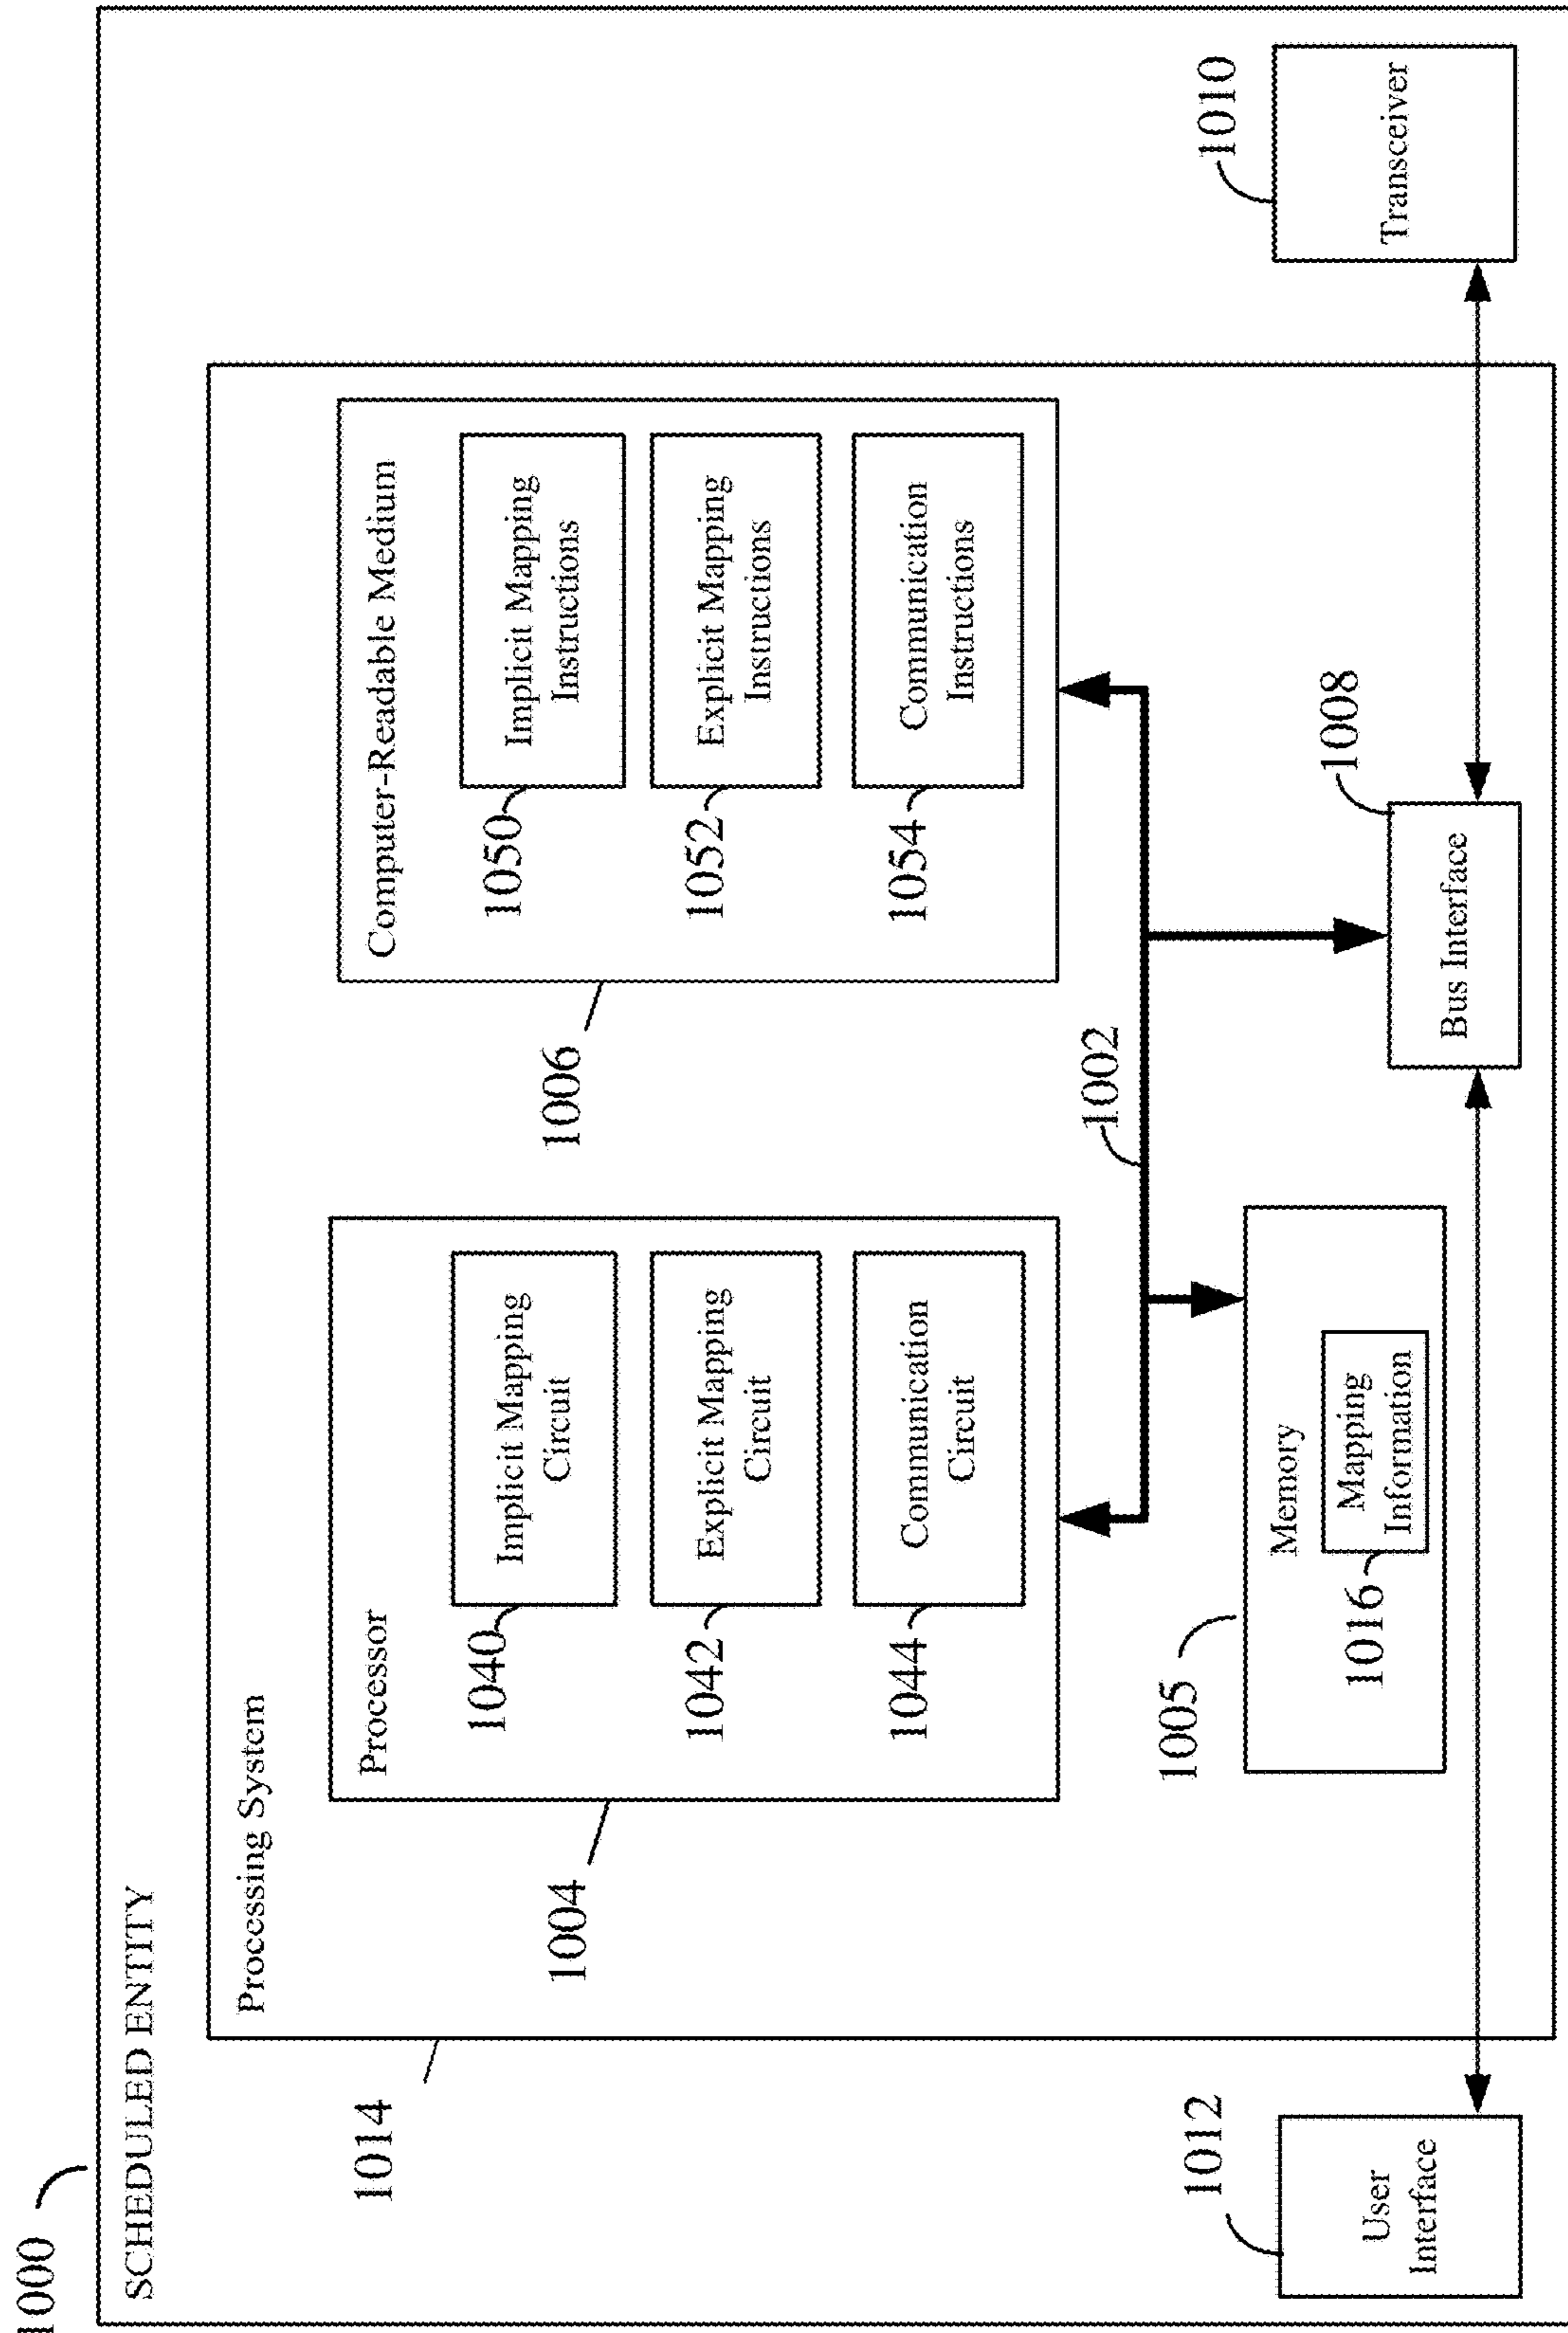 1000
SCHEDULED ENTITY
Processing System
1014
Processor
1004
1040
Implicit Mapping
Circuit
1042
Explicit Mapping
Circuit
1044
Communication
Circuit
Computer-Readable Medium
1006
1050
Implicit Mapping
Instructions
1052
Explicit Mapping
Instructions
1054
Communication
Instructions
1002
1005
Memory
1016
Mapping
Information
1008
Bus Interface
1012
User
Interface
1010
Transceiver